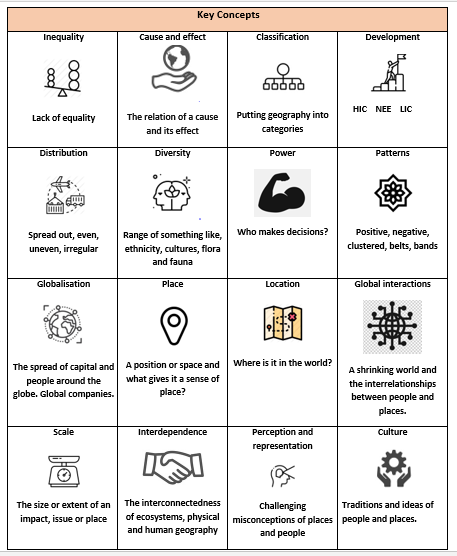 Key Concepts
Inequality
Lack of equality
Cause and effect
The relation of a cause
and its effect
Classification
Putting geography into
categories
Development
HIC NEE LIC
Distribution
Spread out, even,
uneven, irregular
Diversity
Range of something like,
ethnicity, cultures, flora
and fauna
Power
Who makes decisions?
Patterns
Positive, negative,
clustered, belts, bands
Globalisation
The spread of capital and
people around the
globe. Global companies.
Place
A position or space and
what gives it a sense of
place?
Location
Where is it in the world?
Global interactions
A shrinking world and
the interrelationships
between people and
places.
Scale
The size or extent of an
impact, issue or place
Interdependence
The interconnectedness
of ecosystems, physical
and human geography
Perception and
representation
Challenging
misconceptions of places
and people
Culture
Traditions and ideas of
people and places.